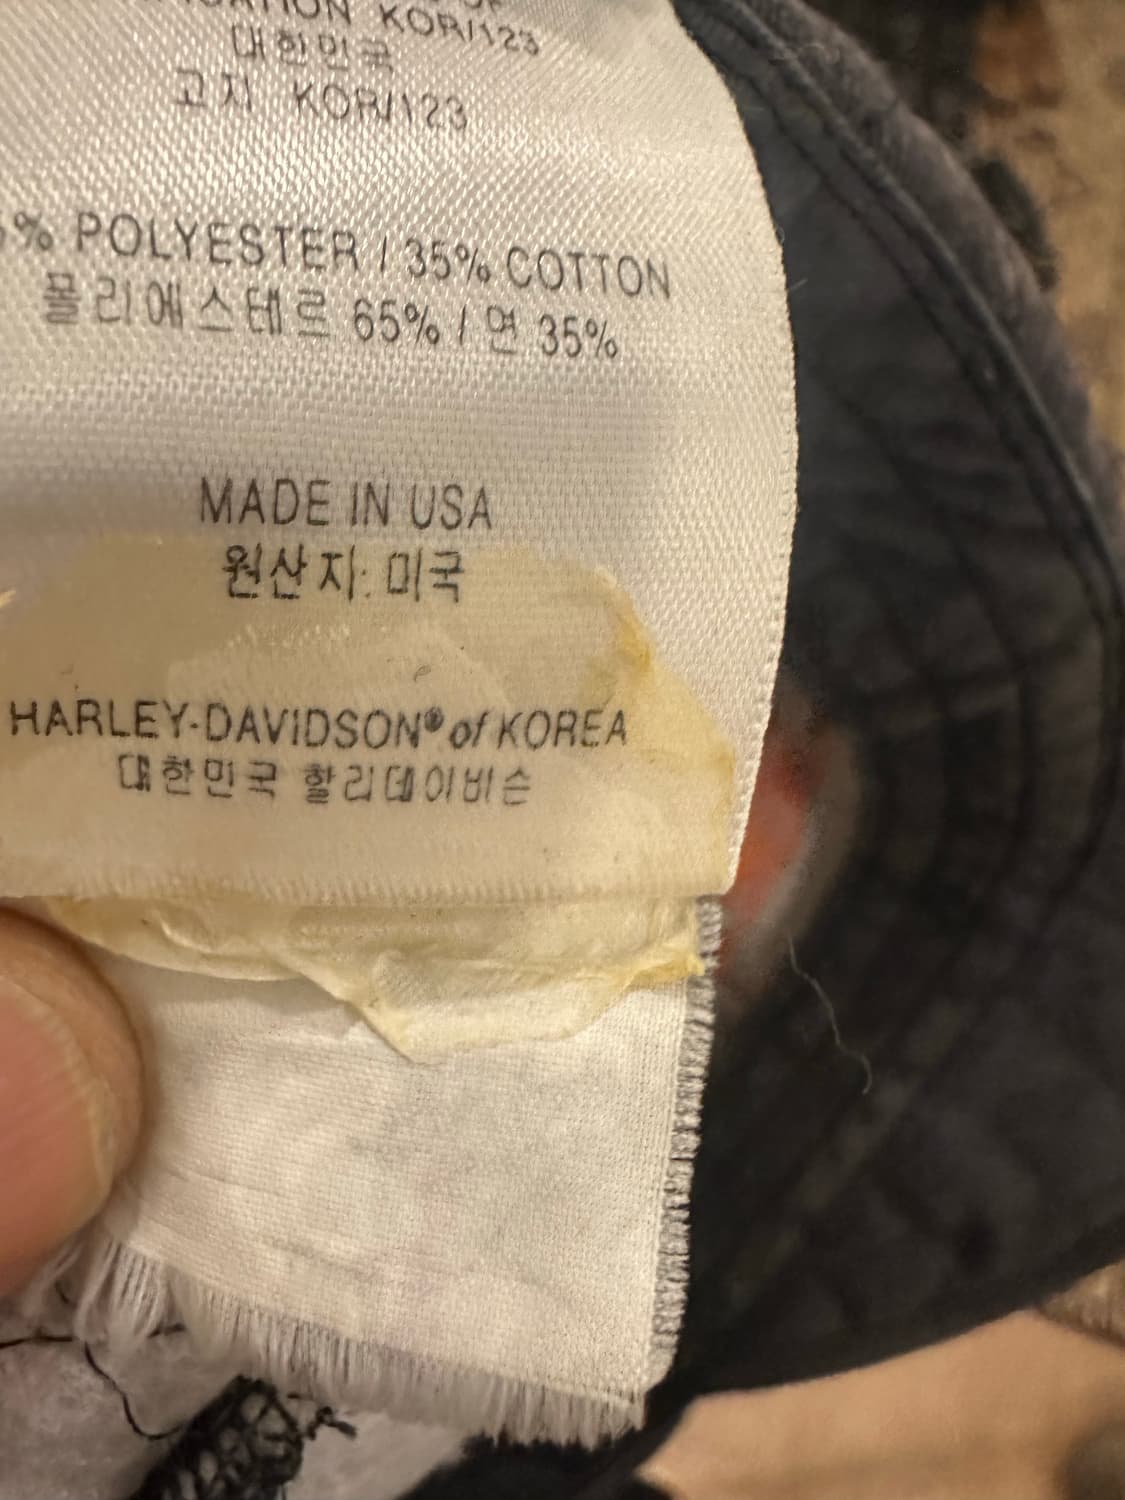 KOR/123
대한민국
고지 KOR/123
% POLYESTER / 35% COTTON
폴리에스테르 65% / 면 35%
MADE IN USA
원산지: 미국
HARLEY-DAVIDSON® of KOREA
대한민국 할리데이비슨